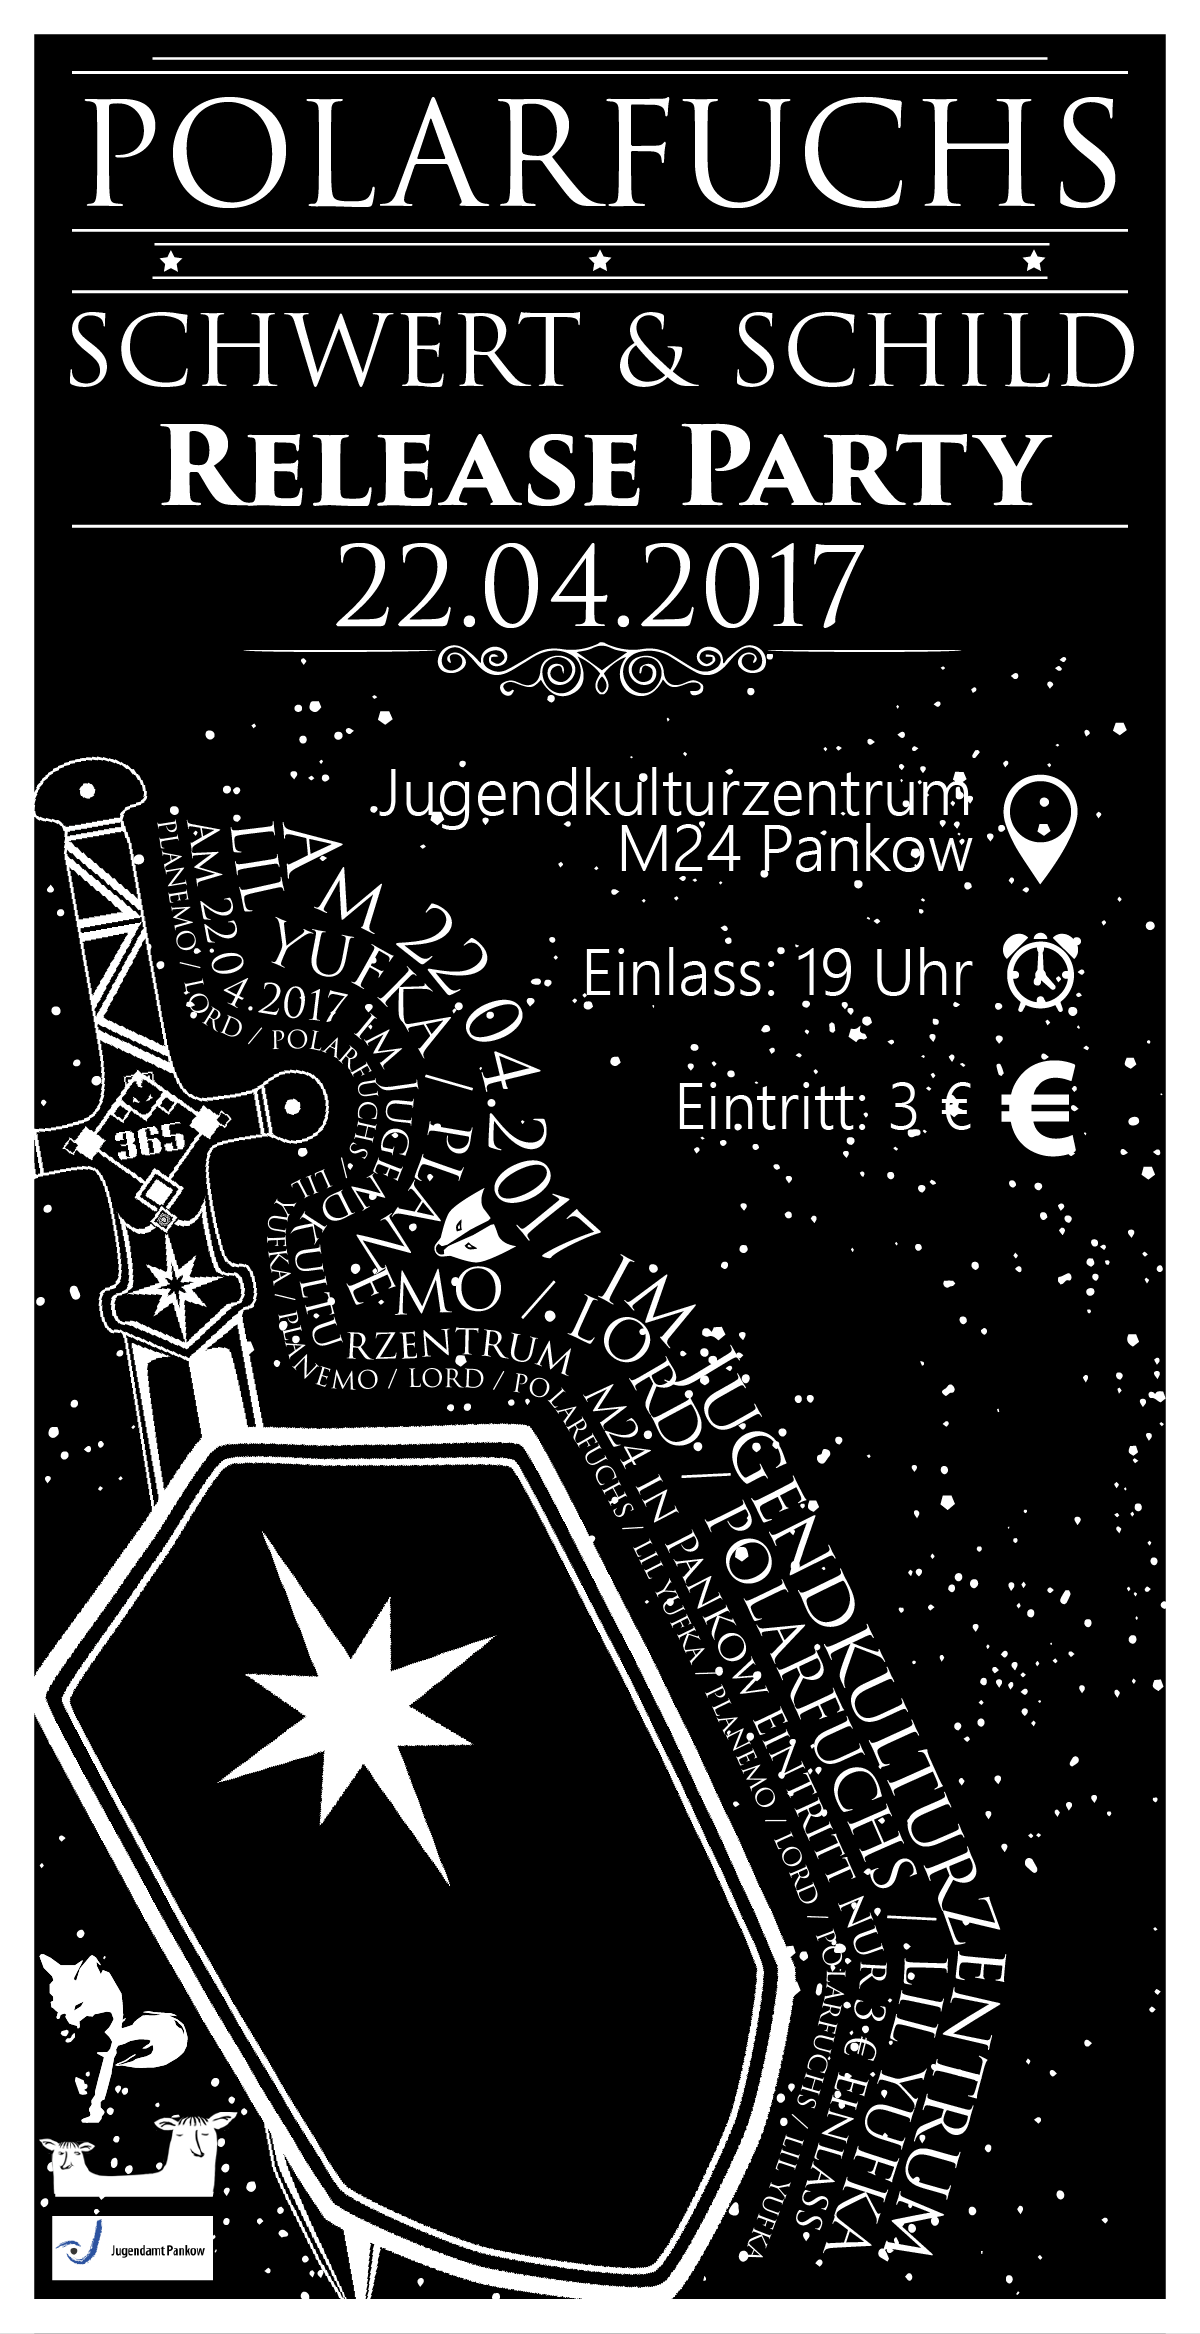 POLARFUCHS
SCHWERT & SCHILD
RELEASE PARTY
22.04.2017
Jugendkulturzentrum
M24 Pankow
Einlass: 19 Uhr
Eintritt: 3 €
€
AM 22.04.2017 IM JUGENDKULTURZENTRUM
LIL YUFKA / PLANEMO / LORD / POLARFUCHS / LIL YUFKA
AM 22.04.2017 IM JUGENDKULTURZENTRUM M24 IN PANKOW EINTRITT NUR 3 € EINLASS
PLANEMO / LORD / POLARFUCHS / LIL YUFKA / PLANEMO / LORD / POLARFUCHS / LIL YUFKA / PLANEMO / LORD / POLARFUCHS / LIL YUFKA
365
Jugendamt Pankow